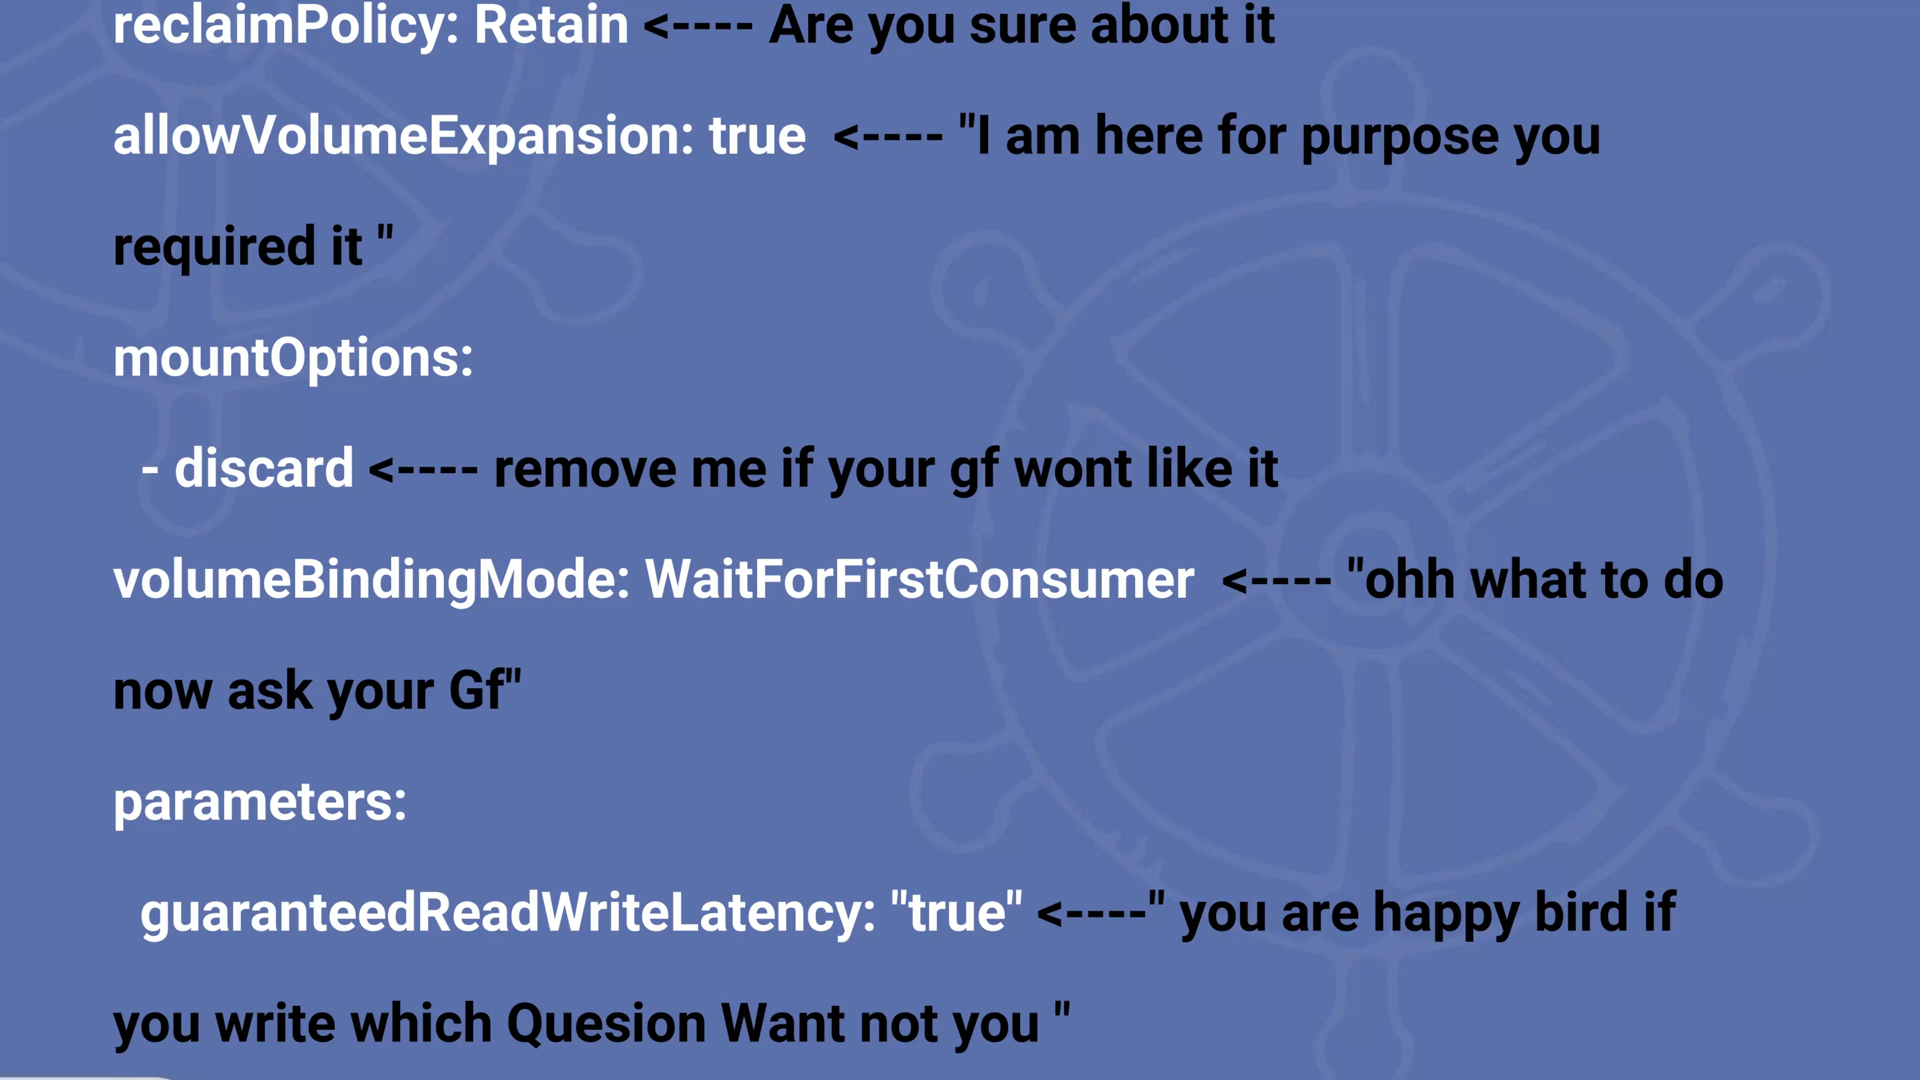 reclaimPolicy: Retain <---- Are you sure about it
allowVolumeExpansion: true  <---- "I am here for purpose you
required it "
mountOptions:
  - discard <---- remove me if your gf wont like it
volumeBindingMode: WaitForFirstConsumer  <---- "ohh what to do
now ask your Gf"
parameters:
  guaranteedReadWriteLatency: "true" <----" you are happy bird if
you write which Quesion Want not you "